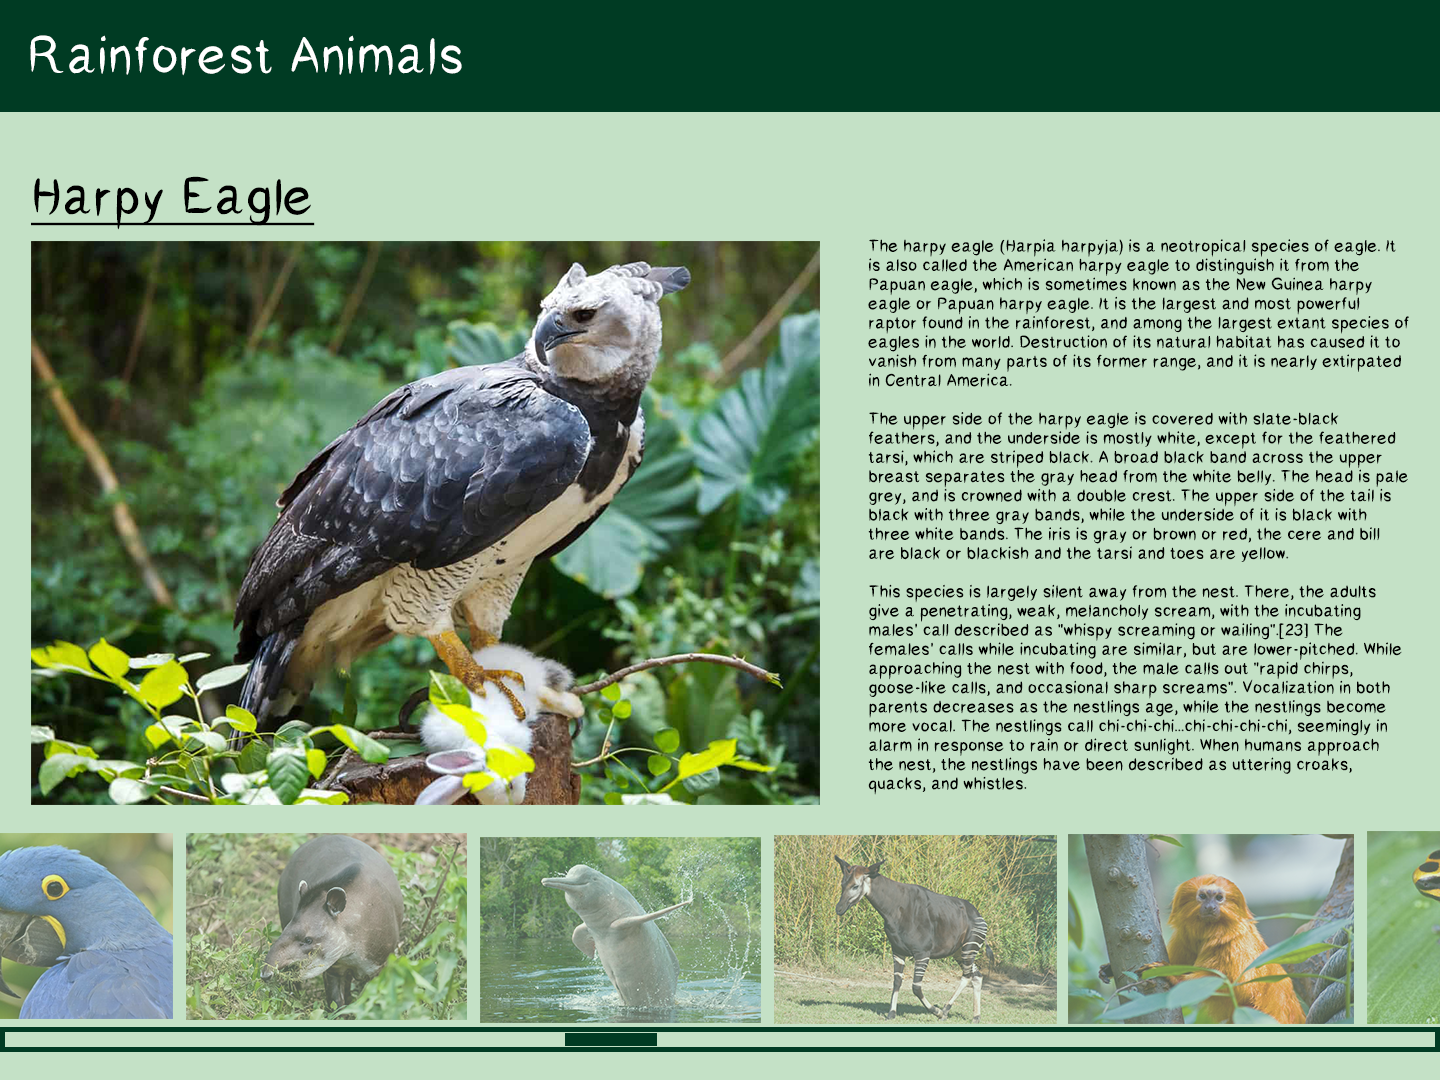 Rainforest Animals
Harpy Eagle
The harpy eagle (Harpia harpyja) is a neotropical species of eagle. It
is also called the American harpy eagle to distinguish it from the
Papuan eagle, which is sometimes known as the New Guinea harpy
eagle or Papuan harpy eagle. It is the largest and most powerful
raptor found in the rainforest, and among the largest extant species of
eagles in the world. Destruction of its natural habitat has caused it to
vanish from many parts of its former range, and it is nearly extirpated
in Central America.
The upper side of the harpy eagle is covered with slate-black
feathers, and the underside is mostly white, except for the feathered
tarsi, which are striped black. A broad black band across the upper
breast separates the gray head from the white belly. The head is pale
grey, and is crowned with a double crest. The upper side of the tail is
black with three gray bands, while the underside of it is black with
three white bands. The iris is gray or brown or red, the cere and bill
are black or blackish and the tarsi and toes are yellow.
This species is largely silent away from the nest. There, the adults
give a penetrating, weak, melancholy scream, with the incubating
males' call described as "whispy screaming or wailing".[23] The
females' calls while incubating are similar, but are lower-pitched. While
approaching the nest with food, the male calls out "rapid chirps,
goose-like calls, and occasional sharp screams". Vocalization in both
parents decreases as the nestlings age, while the nestlings become
more vocal. The nestlings call chi-chi-chi...chi-chi-chi-chi, seemingly in
alarm in response to rain or direct sunlight. When humans approach
the nest, the nestlings have been described as uttering croaks,
quacks, and whistles.